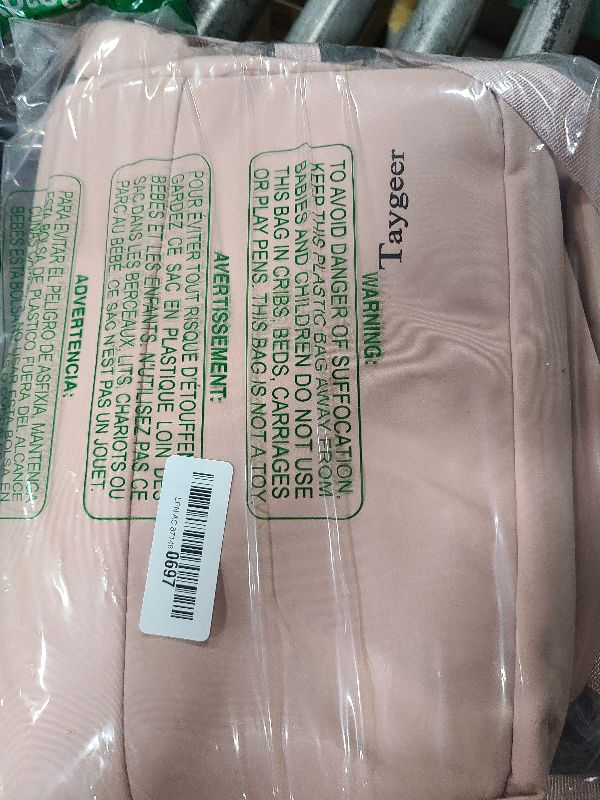 Taygeer
WARNING:
TO AVOID DANGER OF SUFFOCATION,
KEEP THIS PLASTIC BAG AWAY FROM
BABIES AND CHILDREN DO NOT USE
THIS BAG IN CRIBS, BEDS, CARRIAGES
OR PLAY PENS. THIS BAG IS NOT A TOY.
AVERTISSEMENT:
POUR EVITER TOUT RISQUE D'ÉTOUFFEN
GARDEZ CE SAC EN PLASTIQUE LOIN DES
BEBES ET LES ENFANTS. N'UTILISEZ PAS CE
SAC DANS LES BERCEAUX, LITS, CHARIOTS OU
PARC AU BEBE. CE SAC N'EST PAS UN JOUET.
0697
ADVERTENCIA:
PARA EVITAR EL PELIGRO DE ASFIXIA, MANTENGA
ESTA BOLSA DE PLASTICO FUERA DEL ALCANCE